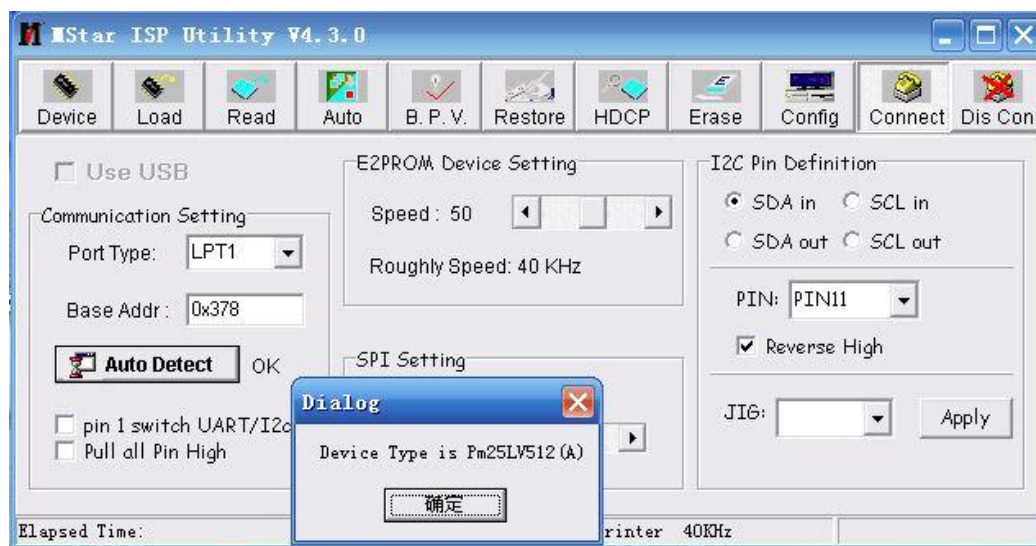 MStar ISP Utility V4.3.0
Device Load Read Auto B.P.V. Restore HDCP Erase Config Connect Dis Con
Use USB
Communication Setting
Port Type: LPT1
Base Addr : 0x378
Auto Detect OK
pin 1 switch UART/I2c
Pull all Pin High
E2PROM Device Setting
Speed : 50
Roughly Speed: 40 KHz
SPI Setting
I2C Pin Definition
SDA in SCL in
SDA out SCL out
PIN: PIN11
Reverse High
JIG: Apply
Dialog
Device Type is Pm25LV512(A)
确定
Elapsed Time: rinter 40KHz